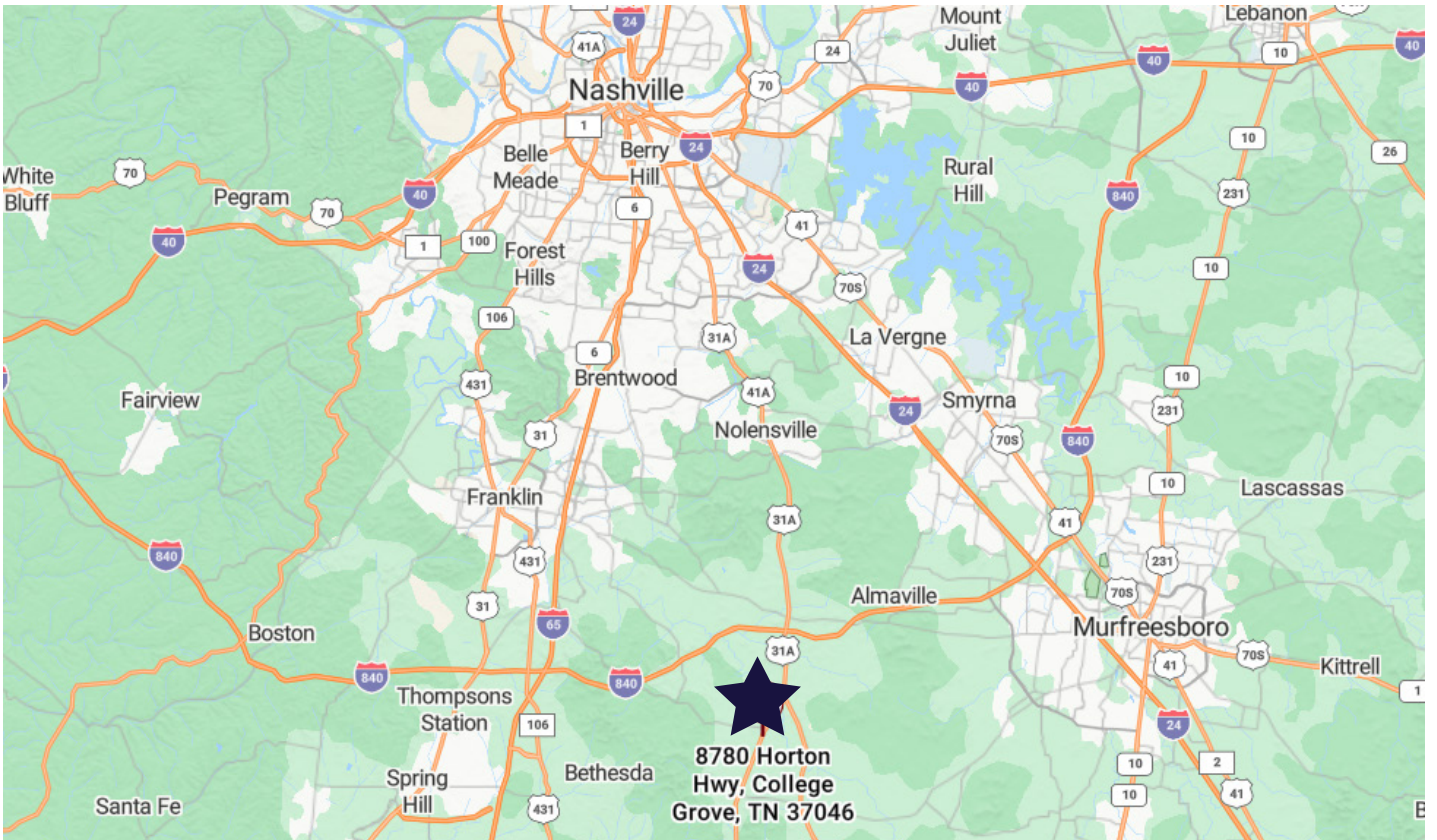 24
41A
Mount
Juliet
Lebanon
24
10
40
40
40
Nashville
70
1
24
10
26
Belle
Meade
Berry
Hill
Rural
Hill
White
Bluff
70
Pegram
70
40
6
840
231
40
1
100
Forest
Hills
41
24
70S
10
106
31A
La Vergne
6
Brentwood
431
41A
10
Fairview
24
Smyrna
231
31
Nolensville
70S
840
Franklin
10
Lascassas
31A
41
840
431
231
31
Almaville
70S
65
Boston
Murfreesboro
31A
41
70S
Kittrell
840
840
1
Thompsons
Station
106
24
8780 Horton
Hwy, College
Grove, TN 37046
Bethesda
Spring
Hill
10
2
Santa Fe
431
10
41